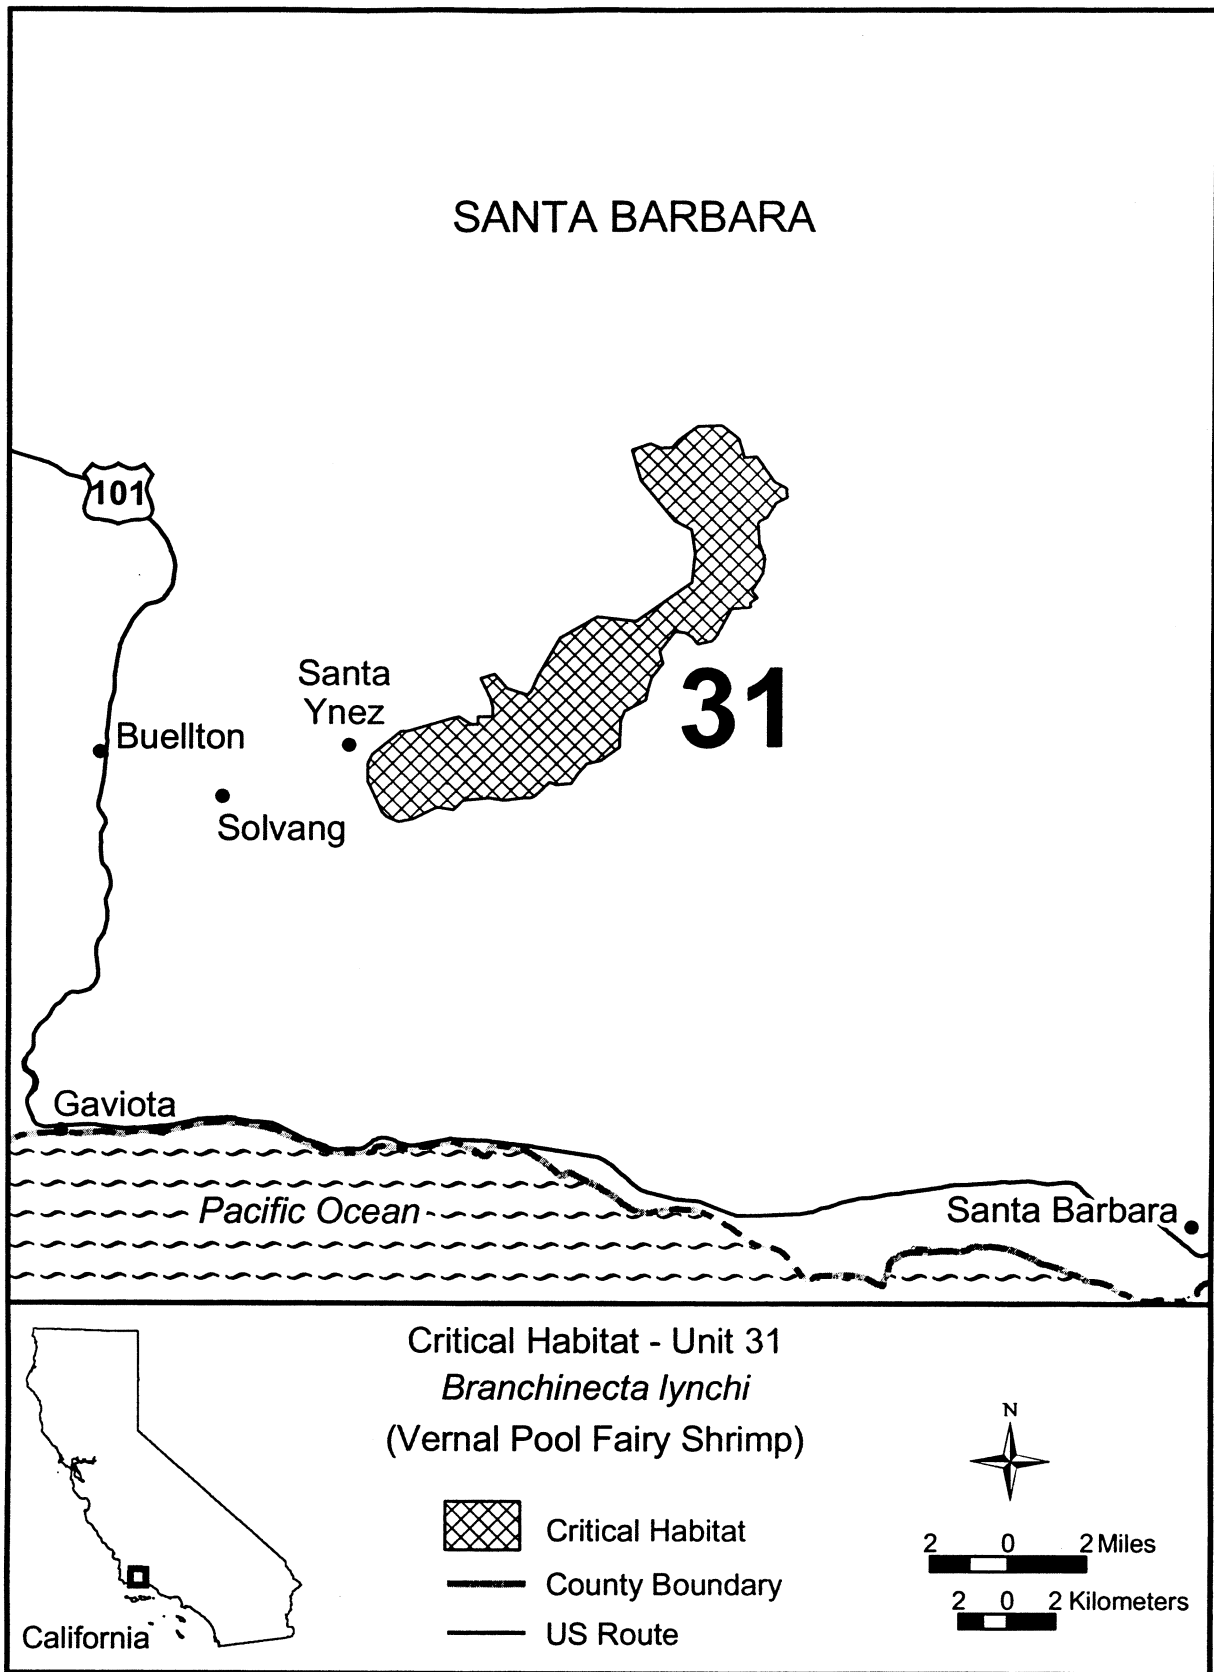 SANTA BARBARA
101
Santa
Ynez
31
Buellton
Solvang
Gaviota
Pacific Ocean
Santa Barbara
Critical Habitat - Unit 31
Branchinecta lynchi
(Vernal Pool Fairy Shrimp)
N
Critical Habitat
2 0 2 Miles
County Boundary
2 0 2 Kilometers
US Route
California